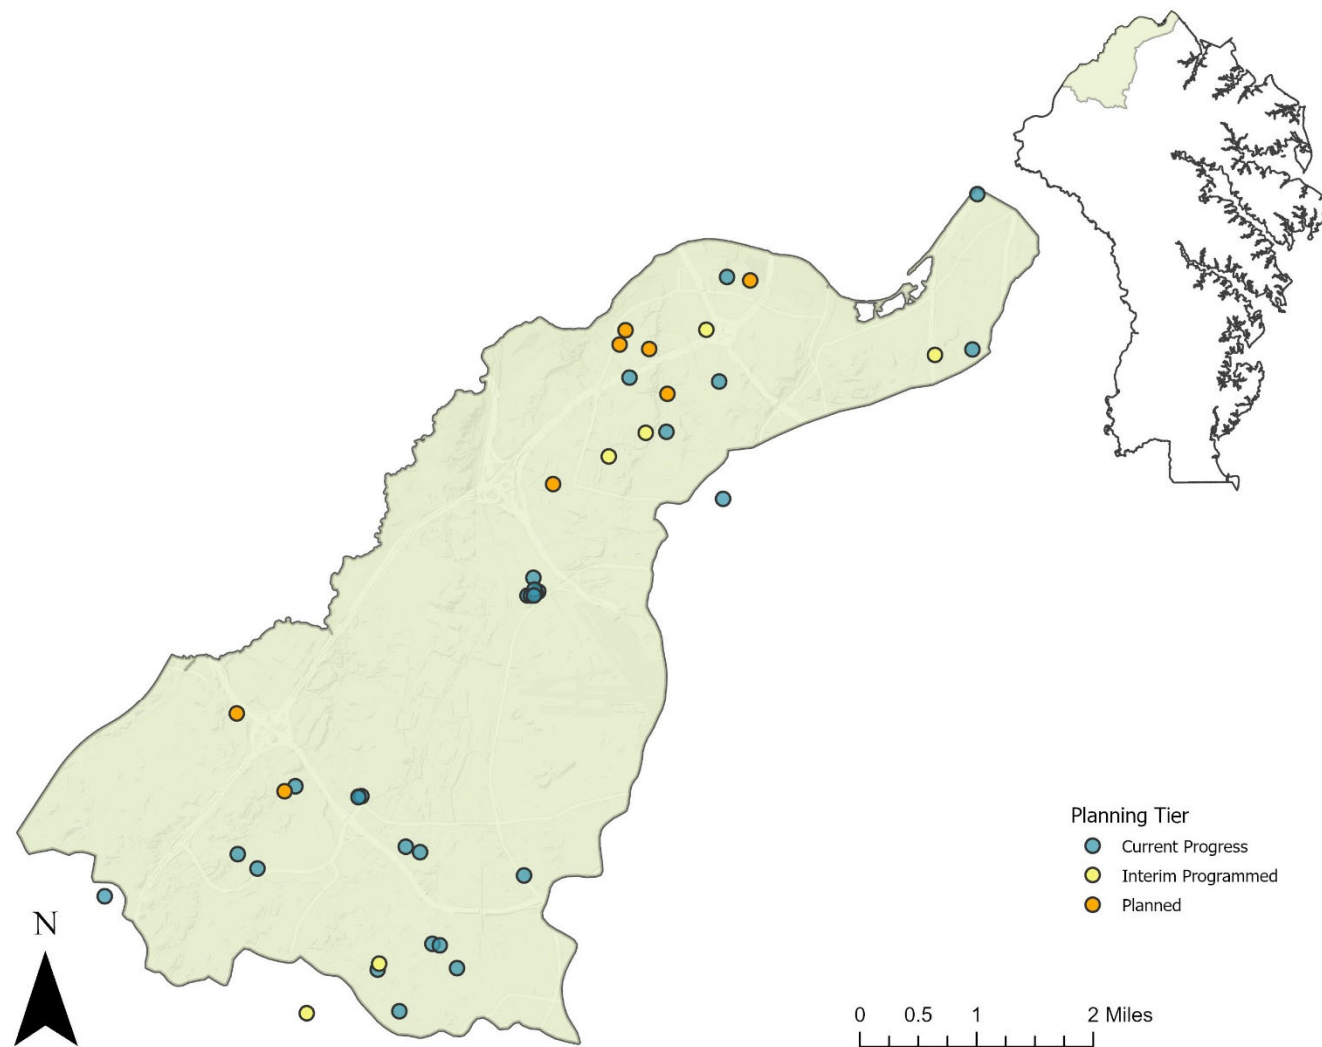 Planning Tier
Current Progress
Interim Programmed
Planned
N
0 0.5 1 2 Miles